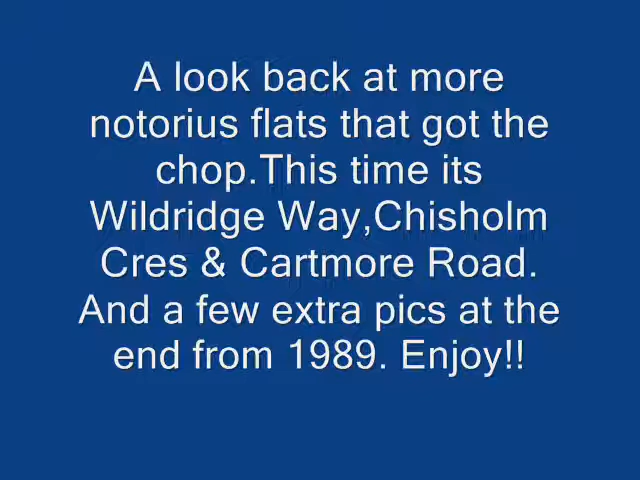 A look back at more
notorius flats that got the
chop.This time its
Wildridge Way,Chisholm
Cres & Cartmore Road.
And a few extra pics at the
end from 1989. Enjoy!!